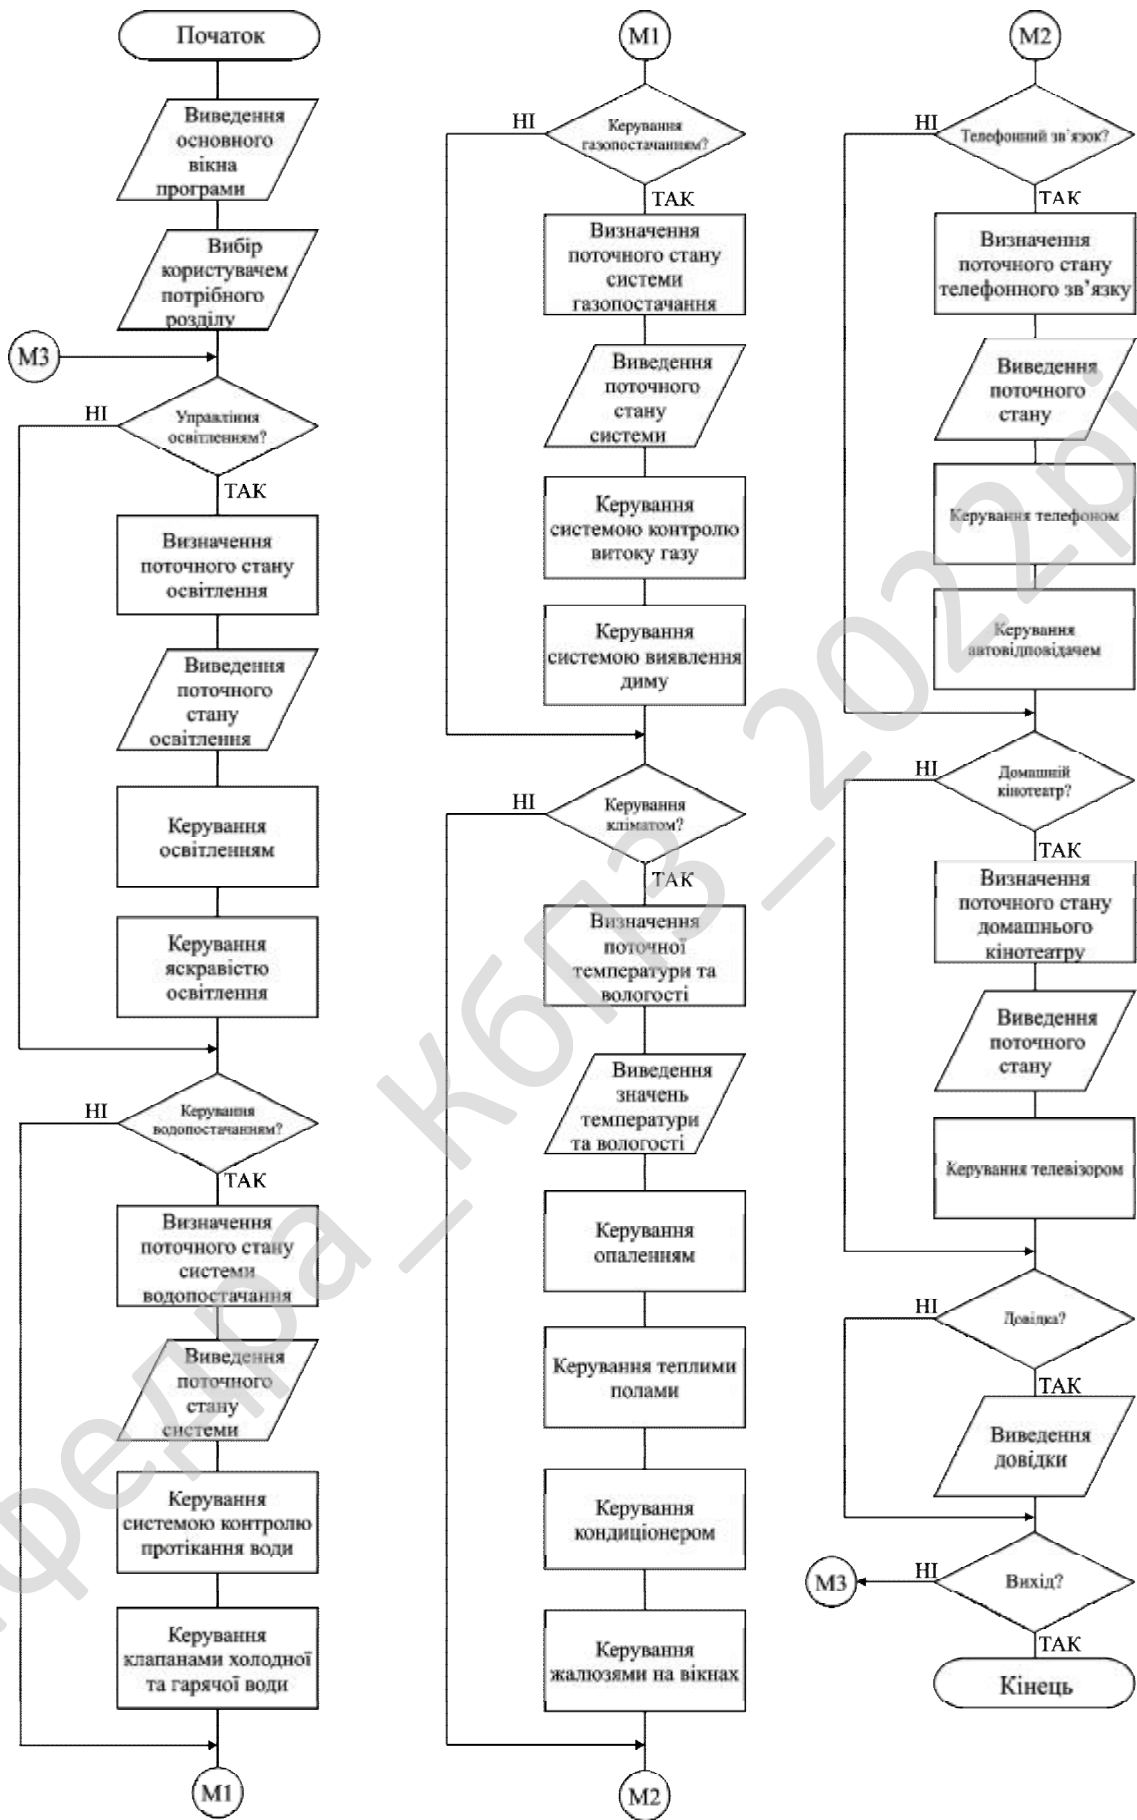 Початок
Виведення
основного
вікна
програми
Вибір
користувачем
потрібного
розділу
М3
Управління
освітленням?
НІ
ТАК
Визначення
поточного стану
освітлення
Виведення
поточного
стану
освітлення
Керування
освітленням
Керування
яскравістю
освітлення
Керування
водопостачанням?
НІ
ТАК
Визначення
поточного стану
системи
водопостачання
Виведення
поточного
стану
системи
Керування
системою контролю
протікання води
Керування
клапанами холодної
та гарячої води
М1
М1
Керування
газопостачанням?
НІ
ТАК
Визначення
поточного стану
системи
газопостачання
Виведення
поточного
стану
системи
Керування
системою контролю
витоку газу
Керування
системою виявлення
диму
Керування
кліматом?
НІ
ТАК
Визначення
поточної
температури та
вологості
Виведення
значень
температури
та вологості
Керування
опаленням
Керування теплими
полами
Керування
кондиціонером
Керування
жалюзями на вікнах
М2
М2
Телефонний зв'язок?
НІ
ТАК
Визначення
поточного стану
телефонного зв'язку
Виведення
поточного
стану
Керування телефоном
Керування
автовідповідачем
Домашній
кінотеатр?
НІ
ТАК
Визначення
поточного стану
домашнього
кінотеатру
Виведення
поточного
стану
Керування телевізором
Довідка?
НІ
ТАК
Виведення
довідки
Вихід?
НІ
М3
ТАК
Кінець
федра_КбПЗ_2022рі